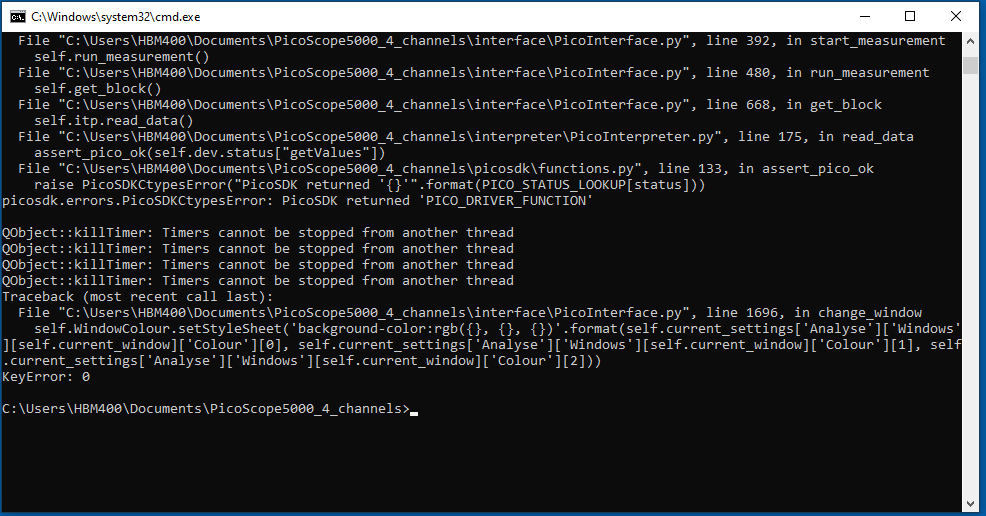 C:\Windows\system32\cmd.exe
File "C:\Users\HBM400\Documents\PicoScope5000_4_channels\interface\PicoInterface.py", line 392, in start_measurement
self.run_measurement()
File "C:\Users\HBM400\Documents\PicoScope5000_4_channels\interface\PicoInterface.py", line 480, in run_measurement
self.get_block()
File "C:\Users\HBM400\Documents\PicoScope5000_4_channels\interface\PicoInterface.py", line 668, in get_block
self.itp.read_data()
File "C:\Users\HBM400\Documents\PicoScope5000_4_channels\interpreter\PicoInterpreter.py", line 175, in read_data
assert_pico_ok(self.dev.status["getValues"])
File "C:\Users\HBM400\Documents\PicoScope5000_4_channels\picosdk\functions.py", line 133, in assert_pico_ok
raise PicoSDKCtypesError("PicoSDK returned '{}'".format(PICO_STATUS_LOOKUP[status]))
picosdk.errors.PicoSDKCtypesError: PicoSDK returned 'PICO_DRIVER_FUNCTION'
QObject::killTimer: Timers cannot be stopped from another thread
QObject::killTimer: Timers cannot be stopped from another thread
QObject::killTimer: Timers cannot be stopped from another thread
QObject::killTimer: Timers cannot be stopped from another thread
Traceback (most recent call last):
File "C:\Users\HBM400\Documents\PicoScope5000_4_channels\interface\PicoInterface.py", line 1696, in change_window
self.WindowColour.setStyleSheet('background-color:rgb({}, {}, {})'.format(self.current_settings['Analyse']['Windows'
][self.current_window]['Colour'][0], self.current_settings['Analyse']['Windows'][self.current_window]['Colour'][1], self
.current_settings['Analyse']['Windows'][self.current_window]['Colour'][2]))
KeyError: 0
C:\Users\HBM400\Documents\PicoScope5000_4_channels>